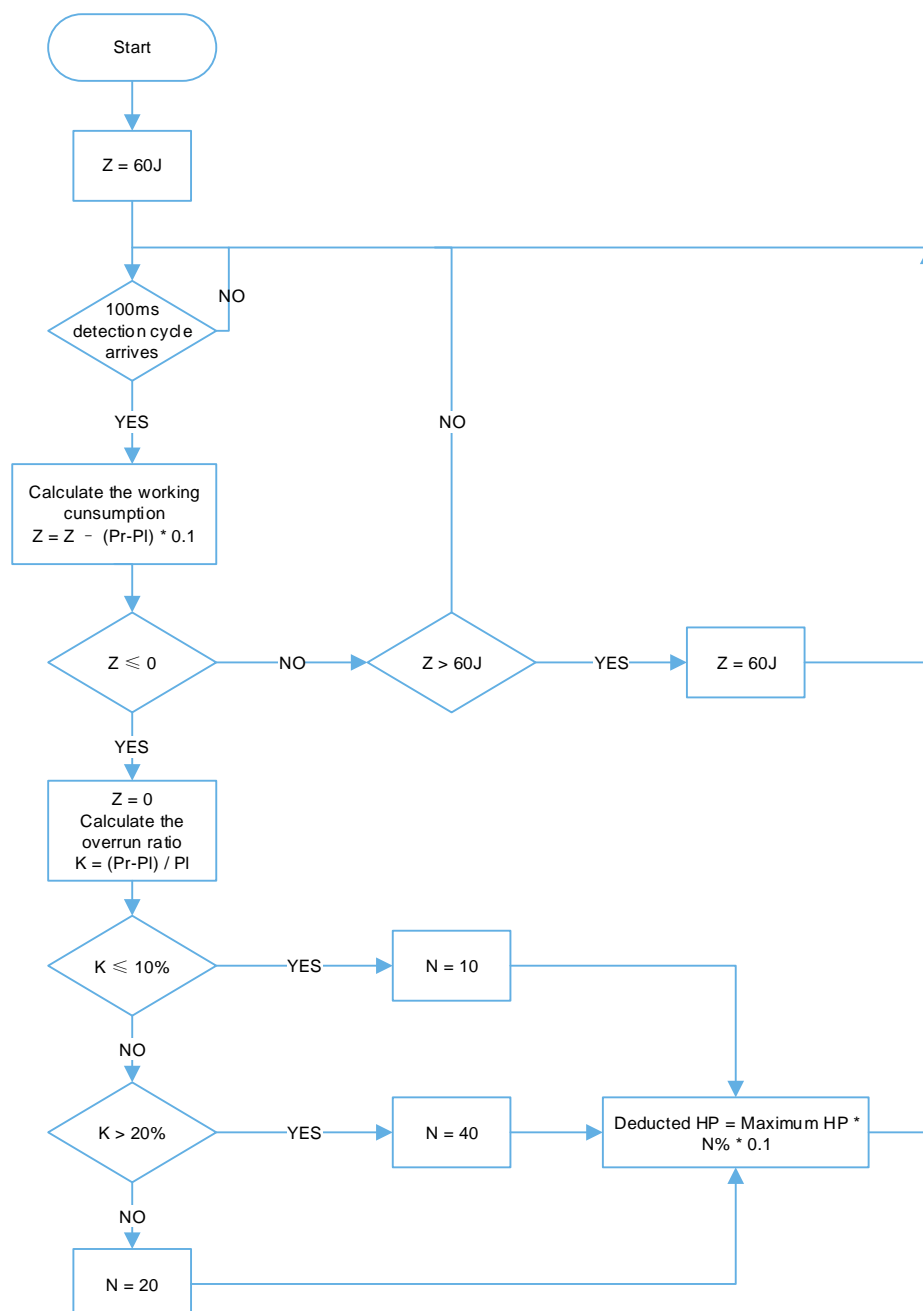 Start
Z = 60J
100ms
detection cycle
arrives
NO
YES
NO
Calculate the working
cunsumption
Z = Z － (Pr-Pl) * 0.1
Z ≤ 0
NO
Z > 60J
YES
Z = 60J
YES
Z = 0
Calculate the
overrun ratio
K = (Pr-Pl) / Pl
K ≤ 10%
YES
N = 10
NO
K > 20%
YES
N = 40
Deducted HP = Maximum HP *
N% * 0.1
NO
N = 20